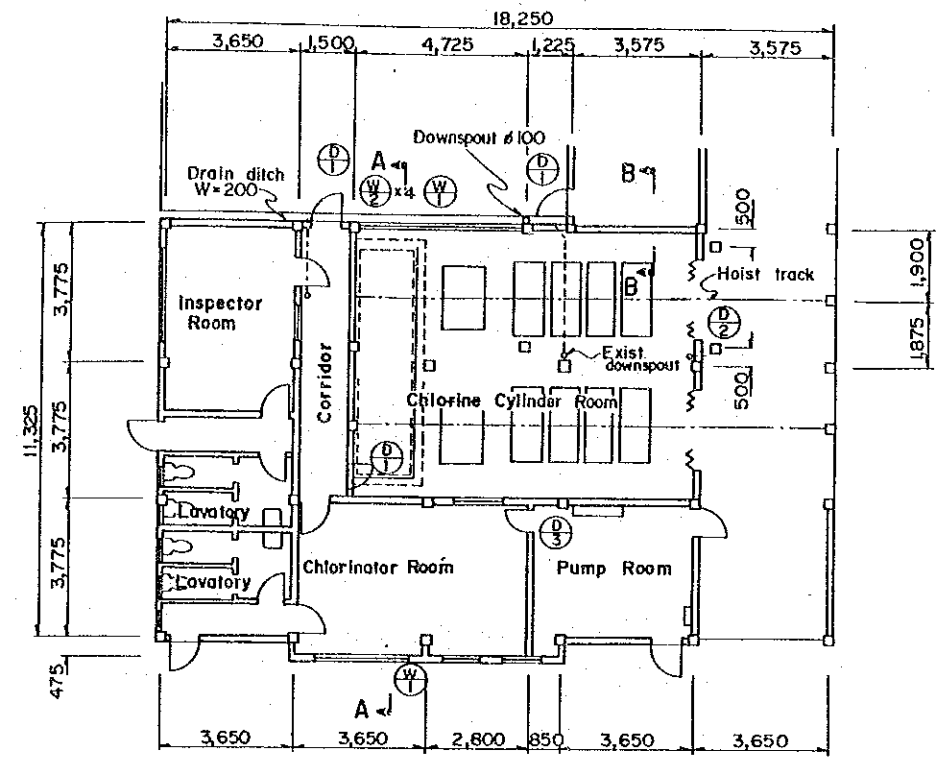 18,250
3,650 1,500 4,725 1,225 3,575 3,575
Downspout ø100
D
1
A
D
1
B
Drain ditch
W=200
W
2
x4
W
1
500
3,775
1,900
Inspector
Room
B
Hoist track
D
2
Exist.
downspout
1,875
500
Corridor
11,325
3,775
Chlorine Cylinder Room
D
1
Lavatory
D
3
3,775
Chlorinator Room
Pump Room
Lavatory
475
W
1
A
3,650 3,650 2,800 850 3,650 3,650